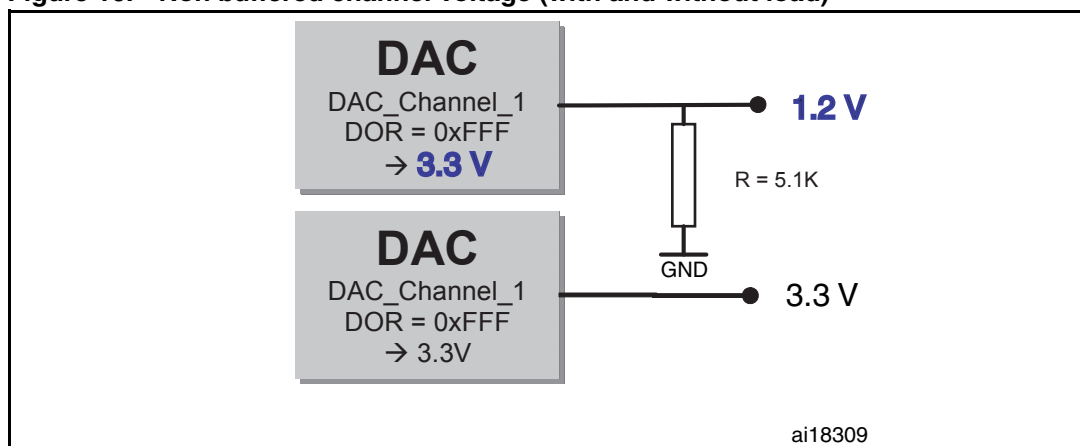 DAC
DAC_Channel_1
DOR = 0xFFF
→ 3.3 V
1.2 V
R = 5.1K
GND
DAC
DAC_Channel_1
DOR = 0xFFF
→ 3.3V
3.3 V
ai18309